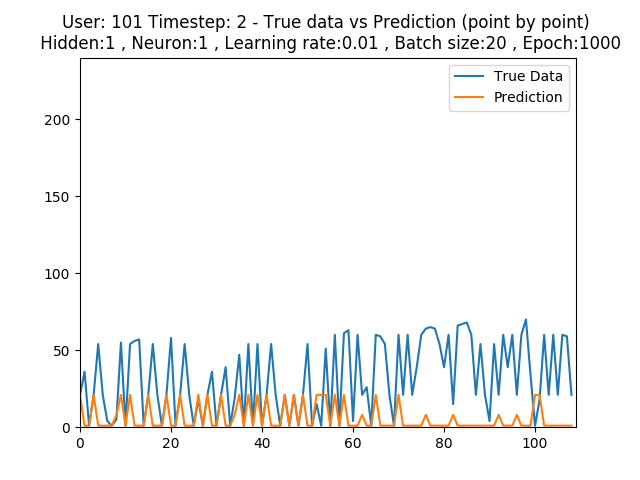 User: 101 Timestep: 2 - True data vs Prediction (point by point)
Hidden:1 , Neuron:1 , Learning rate:0.01 , Batch size:20 , Epoch:1000
True Data
Prediction
200
150
100
50
0
0 20 40 60 80 100